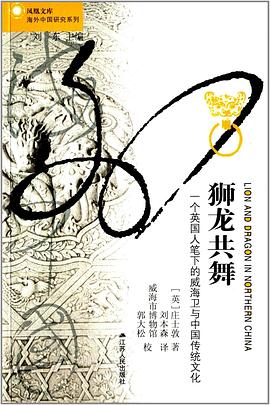 凤凰文库
海外中国研究系列
刘 东 主编
狮龙共舞
LION AND DRAGON IN NORTHERN CHINA
一个英国人笔下的威海卫与中国传统文化
[英]庄士敦 著
刘本森 译
威海市博物馆
郭大松 校
江苏人民出版社